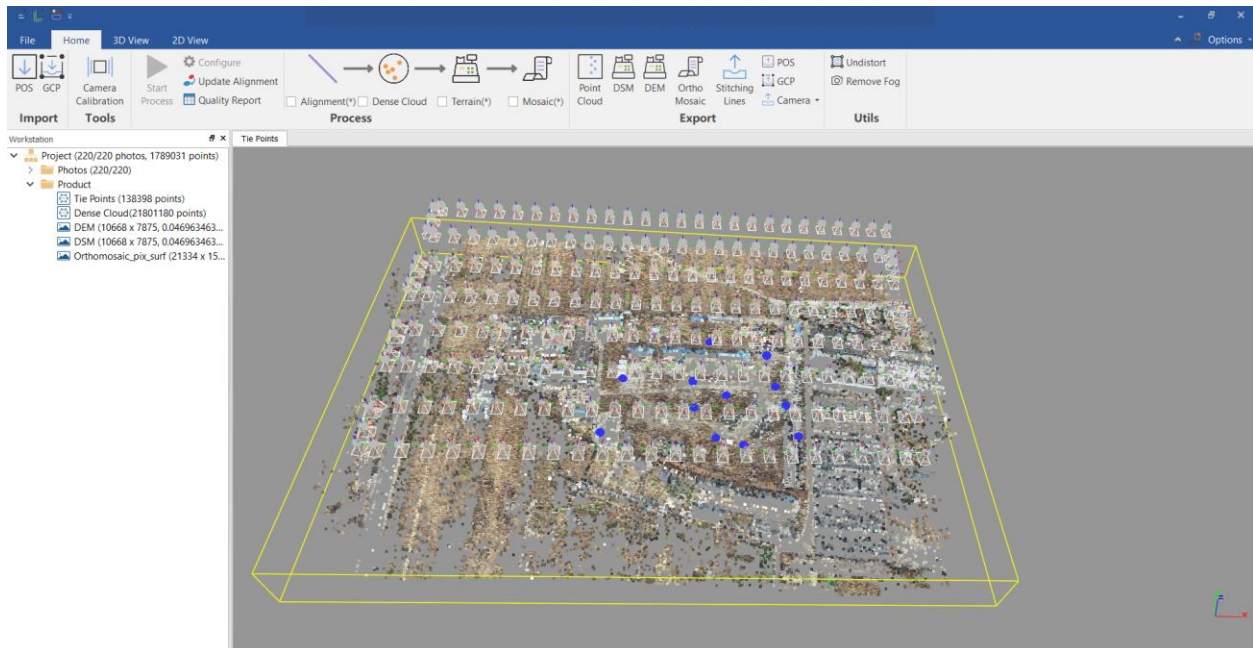 File Home 3D View 2D View Options
POS GCP
Import
Camera Calibration
Tools
Start Process
Configure
Update Alignment
Quality Report
Alignment(*) Dense Cloud Terrain(*) Mosaic(*)
Process
Point Cloud DSM DEM Ortho Mosaic Stitching Lines
POS
GCP
Camera
Export
Undistort
Remove Fog
Utils
Workstation
Tie Points
Project (220/220 photos, 1789031 points)
Photos (220/220)
Product
Tie Points (138398 points)
Dense Cloud(21801180 points)
DEM (10668 x 7875, 0.046963463...
DSM (10668 x 7875, 0.046963463...
Orthomosaic_pix_surf (21334 x 15...